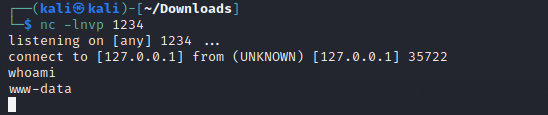 ┌──(kali㉿kali)-[~/Downloads]
└─$ nc -lnvp 1234
listening on [any] 1234 ...
connect to [127.0.0.1] from (UNKNOWN) [127.0.0.1] 35722
whoami
www-data